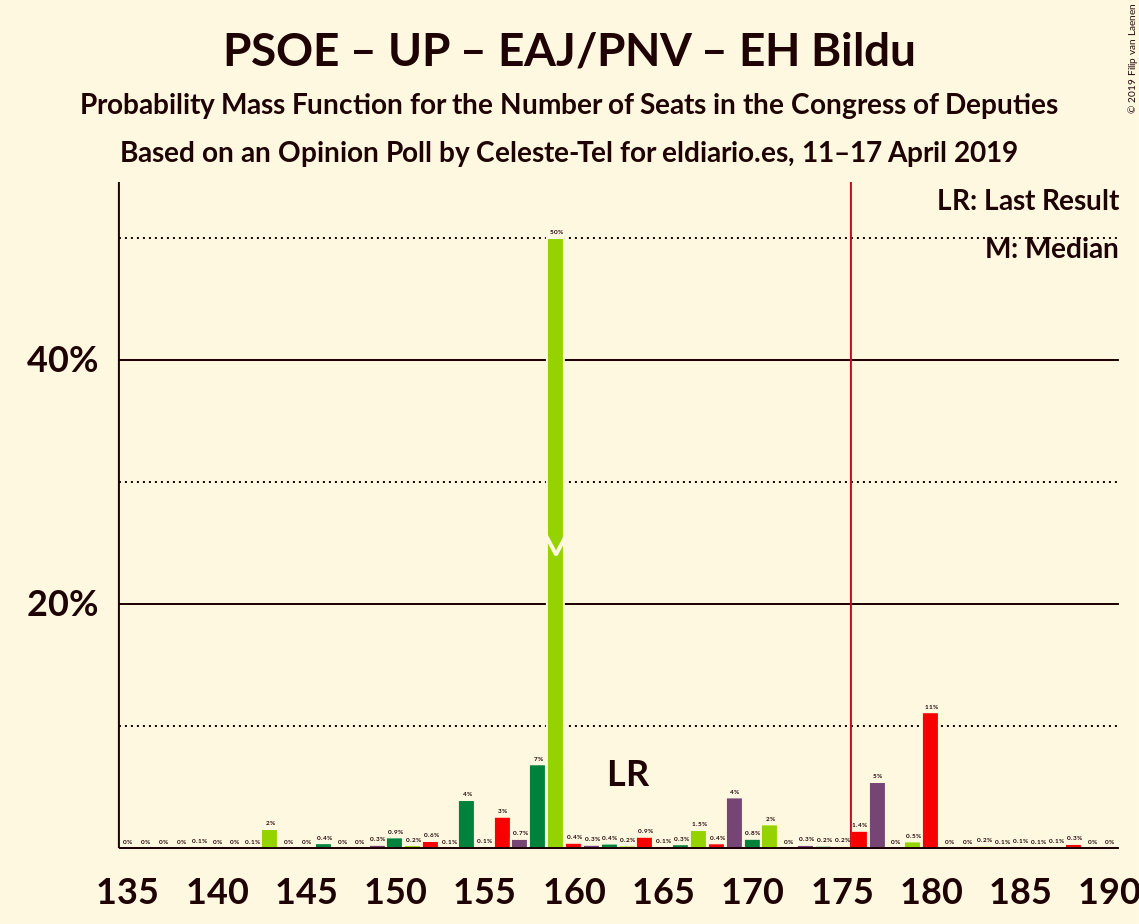 © 2019 Filip van Laenen
PSOE – UP – EAJ/PNV – EH Bildu
Probability Mass Function for the Number of Seats in the Congress of Deputies
Based on an Opinion Poll by Celeste-Tel for eldiario.es, 11–17 April 2019
LR: Last Result
M: Median
40%
20%
LR
0% 0% 0% 0% 0.1% 0% 0% 0.1% 2% 0% 0% 0.4% 0% 0% 0.3% 0.9% 0.2% 0.6% 0.1% 4% 0.1% 3% 0.7% 7% 50% 0.4% 0.3% 0.4% 0.2% 0.9% 0.1% 0.3% 1.5% 0.4% 4% 0.8% 2% 0% 0.3% 0.2% 0.2% 1.4% 5% 0% 0.5% 11% 0% 0% 0.2% 0.1% 0.1% 0.1% 0.1% 0.3% 0% 0%
135 140 145 150 155 160 165 170 175 180 185 190